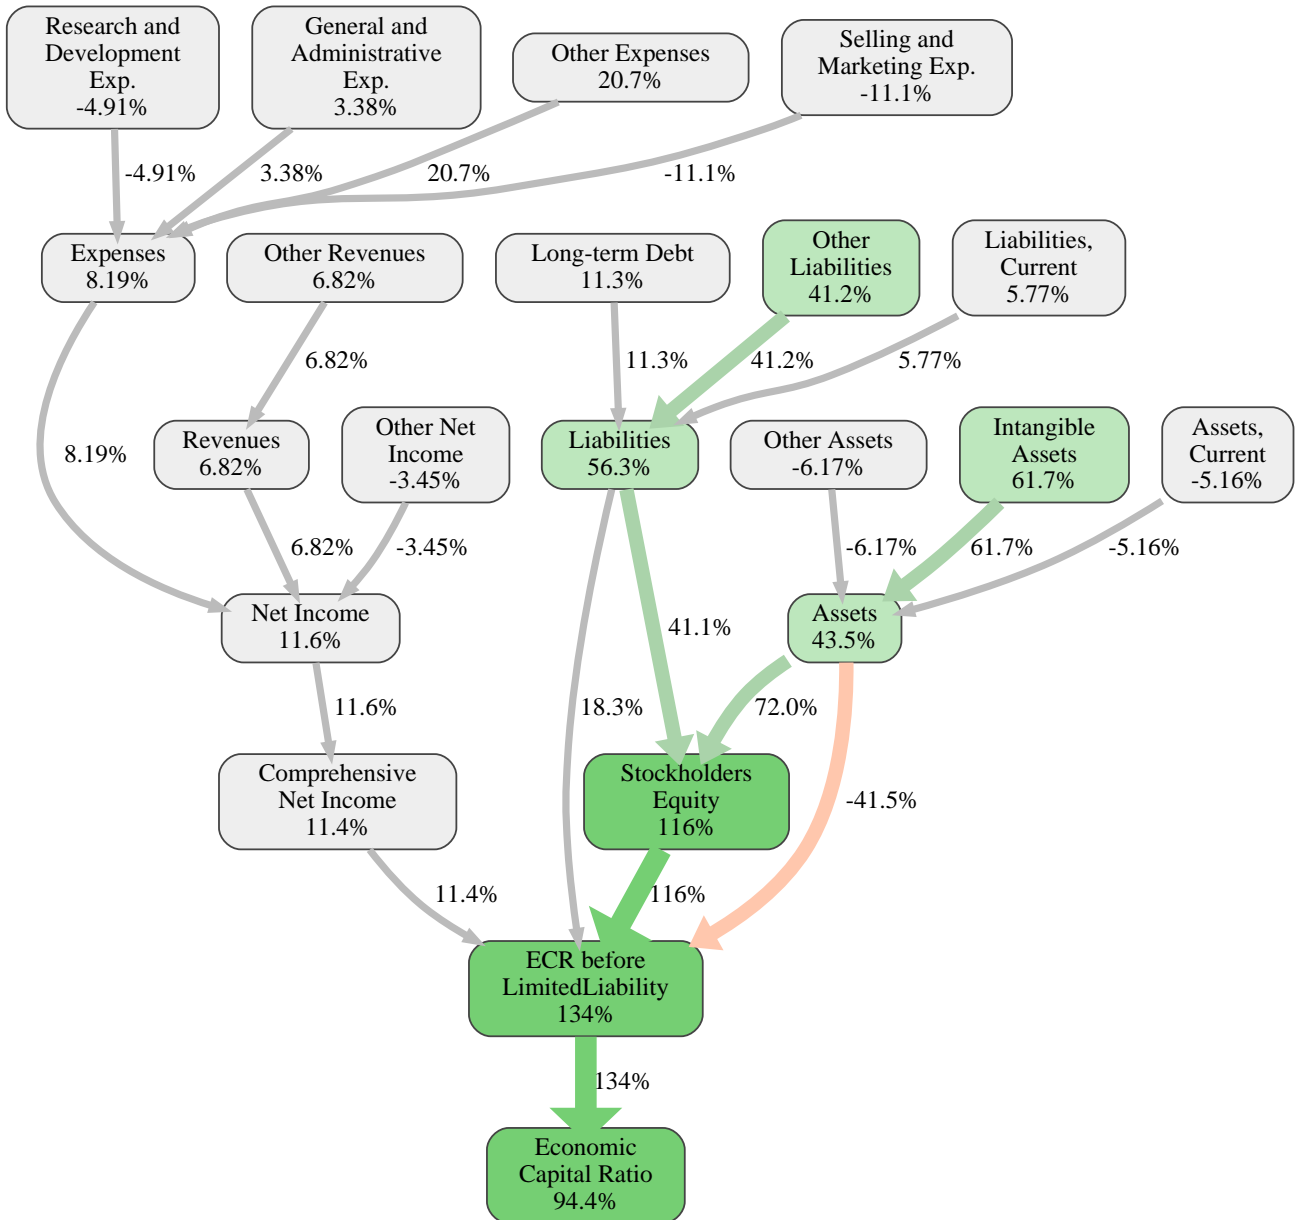 Research and
Development
Exp.
-4.91%
General and
Administrative
Exp.
3.38%
Other Expenses
20.7%
Selling and
Marketing Exp.
-11.1%
-4.91%
3.38%
20.7%
-11.1%
Expenses
8.19%
Other Revenues
6.82%
Long-term Debt
11.3%
Other
Liabilities
41.2%
Liabilities,
Current
5.77%
6.82%
11.3%
41.2%
5.77%
8.19%
Revenues
6.82%
Other Net
Income
-3.45%
Liabilities
56.3%
Other Assets
-6.17%
Intangible
Assets
61.7%
Assets,
Current
-5.16%
6.82%
-3.45%
-6.17%
61.7%
-5.16%
Net Income
11.6%
41.1%
Assets
43.5%
11.6%
18.3%
72.0%
Comprehensive
Net Income
11.4%
Stockholders
Equity
116%
-41.5%
11.4%
116%
ECR before
LimitedLiability
134%
134%
Economic
Capital Ratio
94.4%